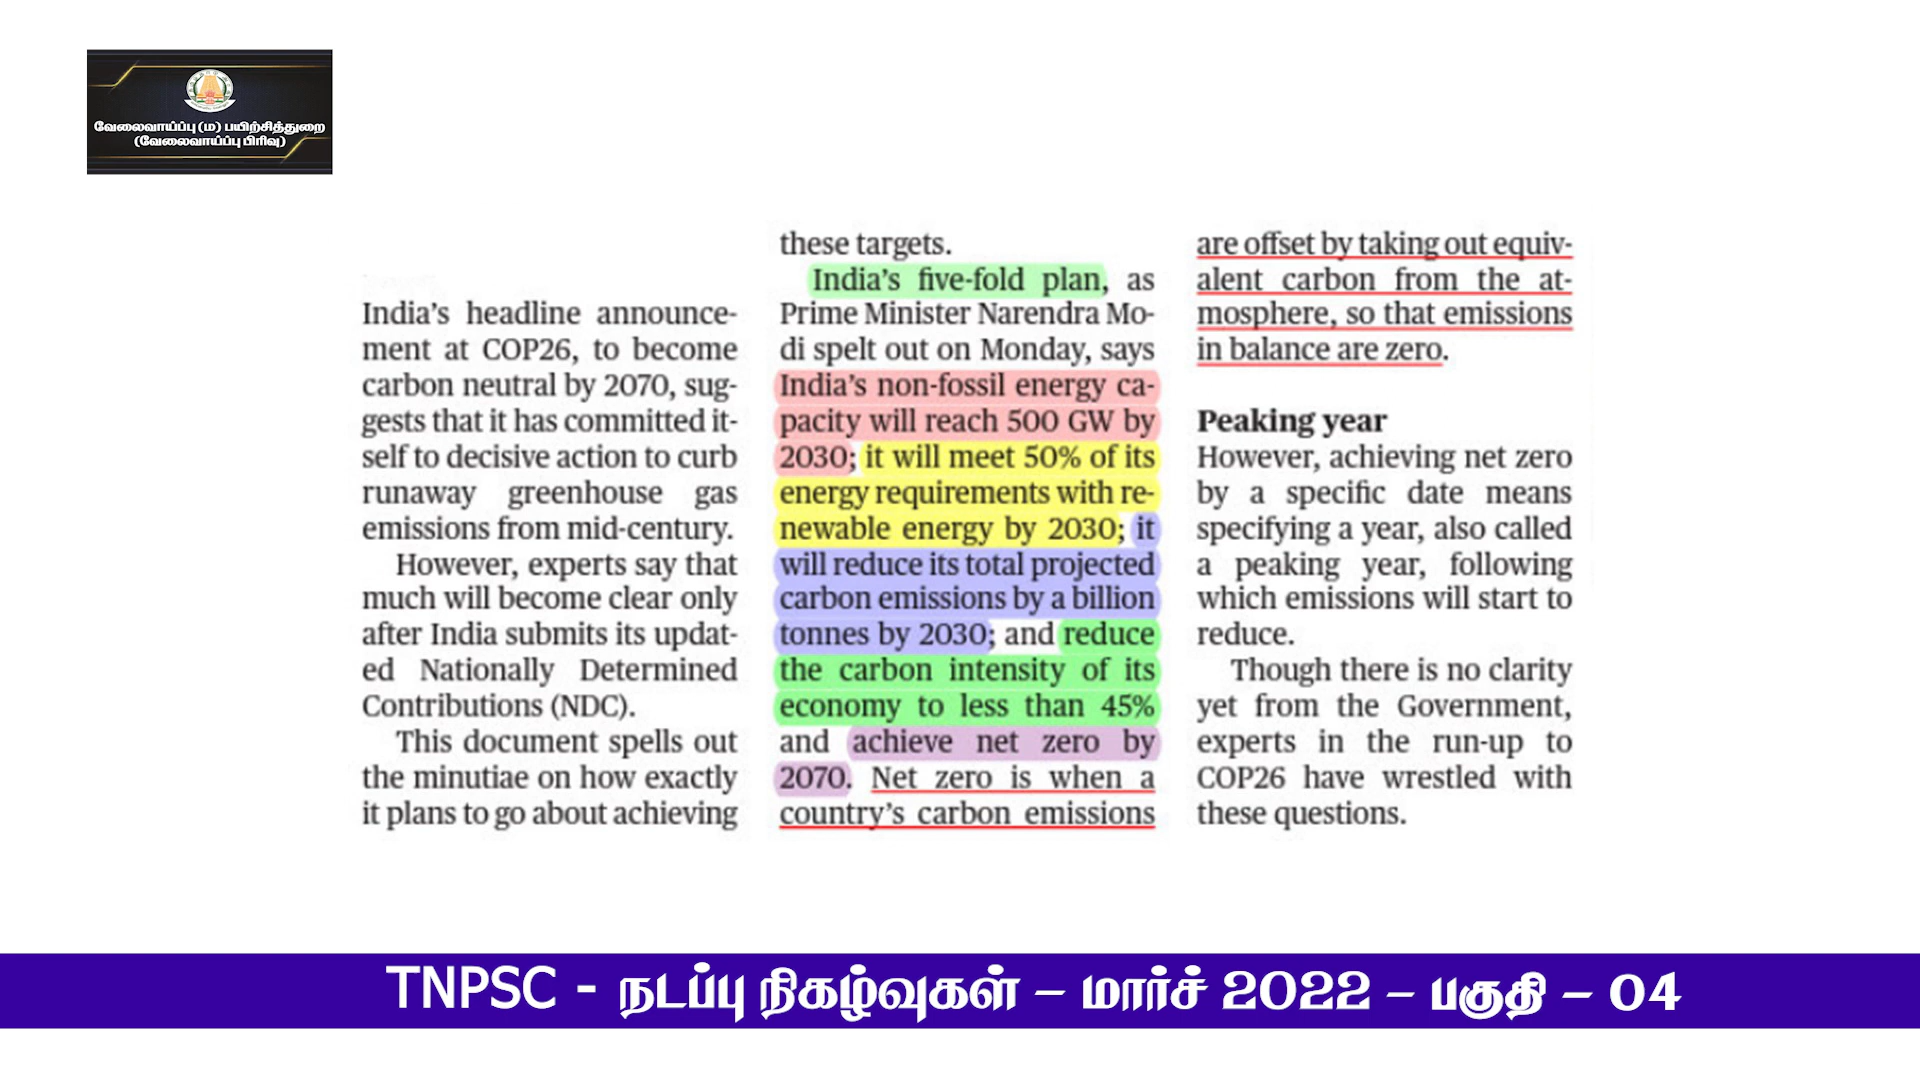 வேலைவாய்ப்பு (ம) பயிற்சித்துறை
(வேலைவாய்ப்பு பிரிவு)
India's headline announce-
ment at COP26, to become
carbon neutral by 2070, sug-
gests that it has committed it-
self to decisive action to curb
runaway greenhouse gas
emissions from mid-century.
However, experts say that
much will become clear only
after India submits its updat-
ed Nationally Determined
Contributions (NDC).
This document spells out
the minutiae on how exactly
it plans to go about achieving
these targets.
India's five-fold plan, as
Prime Minister Narendra Mo-
di spelt out on Monday, says
India's non-fossil energy ca-
pacity will reach 500 GW by
2030; it will meet 50% of its
energy requirements with re-
newable energy by 2030; it
will reduce its total projected
carbon emissions by a billion
tonnes by 2030; and reduce
the carbon intensity of its
economy to less than 45%
and achieve net zero by
2070. Net zero is when a
country's carbon emissions
are offset by taking out equiv-
alent carbon from the at-
mosphere, so that emissions
in balance are zero.
Peaking year
However, achieving net zero
by a specific date means
specifying a year, also called
a peaking year, following
which emissions will start to
reduce.
Though there is no clarity
yet from the Government,
experts in the run-up to
COP26 have wrestled with
these questions.
TNPSC - நடப்பு நிகழ்வுகள் – மார்ச் 2022 – பகுதி – 04